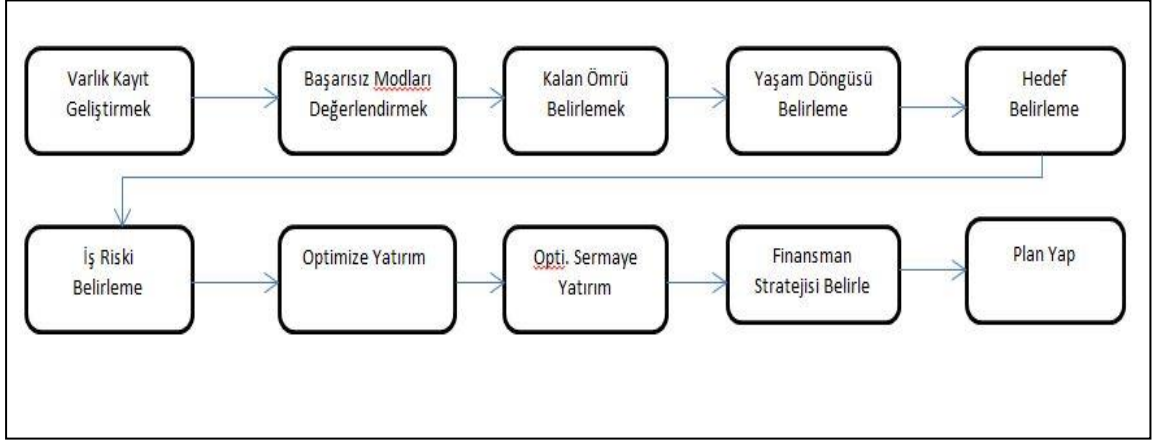 Varlık Kayıt
Geliştirmek
Başarısız Modları
Değerlendirmek
Kalan Ömrü
Belirlemek
Yaşam Döngüsü
Belirleme
Hedef
Belirleme
İş Riski
Belirleme
Optimize Yatırım
Opti. Sermaye
Yatırım
Finansman
Stratejisi Belirle
Plan Yap